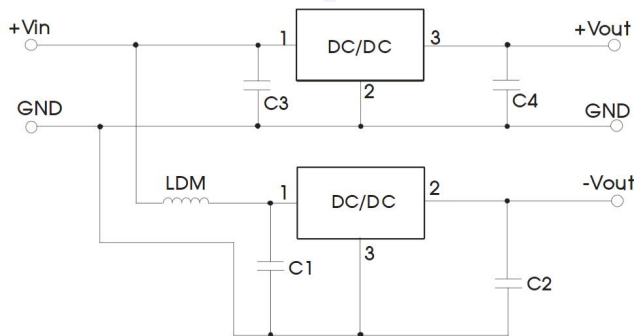 +Vin 1 DC/DC 3 +Vout
2
C3 C4
GND GND
LDM 1 DC/DC 2 -Vout
3
C1 C2